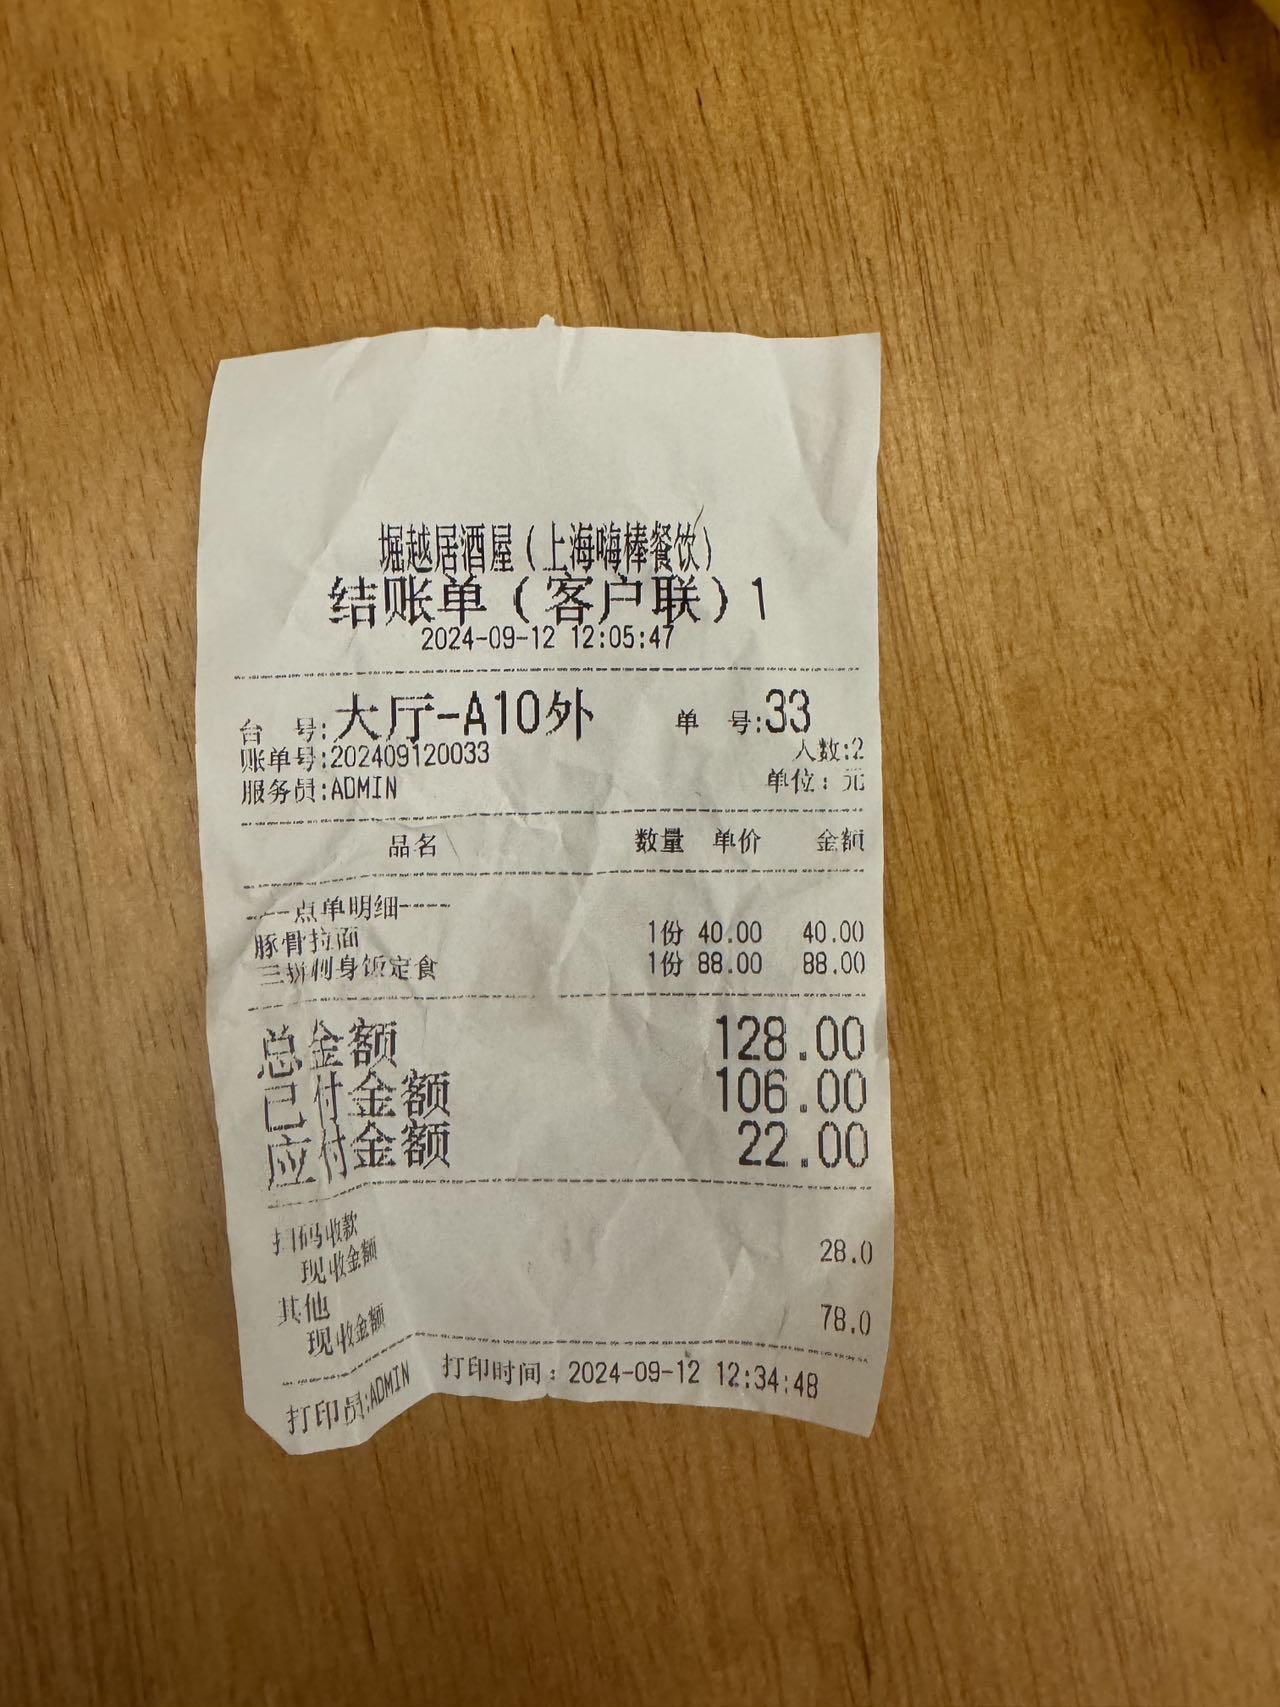 堀越居酒屋(上海嗨棒餐饮)
结账单(客户联)1
2024-09-12 12:05:47
台 号:大厅-A10外 单 号:33
账单号:202409120033 人数:2
服务员:ADMIN 单位: 元
品名 数量 单价 金额
----点单明细----
豚骨拉面 1份 40.00 40.00
三拼刺身饭定食 1份 88.00 88.00
总金额 128.00
已付金额 106.00
应付金额 22.00
扫码收款
现收金额 28.0
其他
现收金额 78.0
打印员:ADMIN 打印时间: 2024-09-12 12:34:48